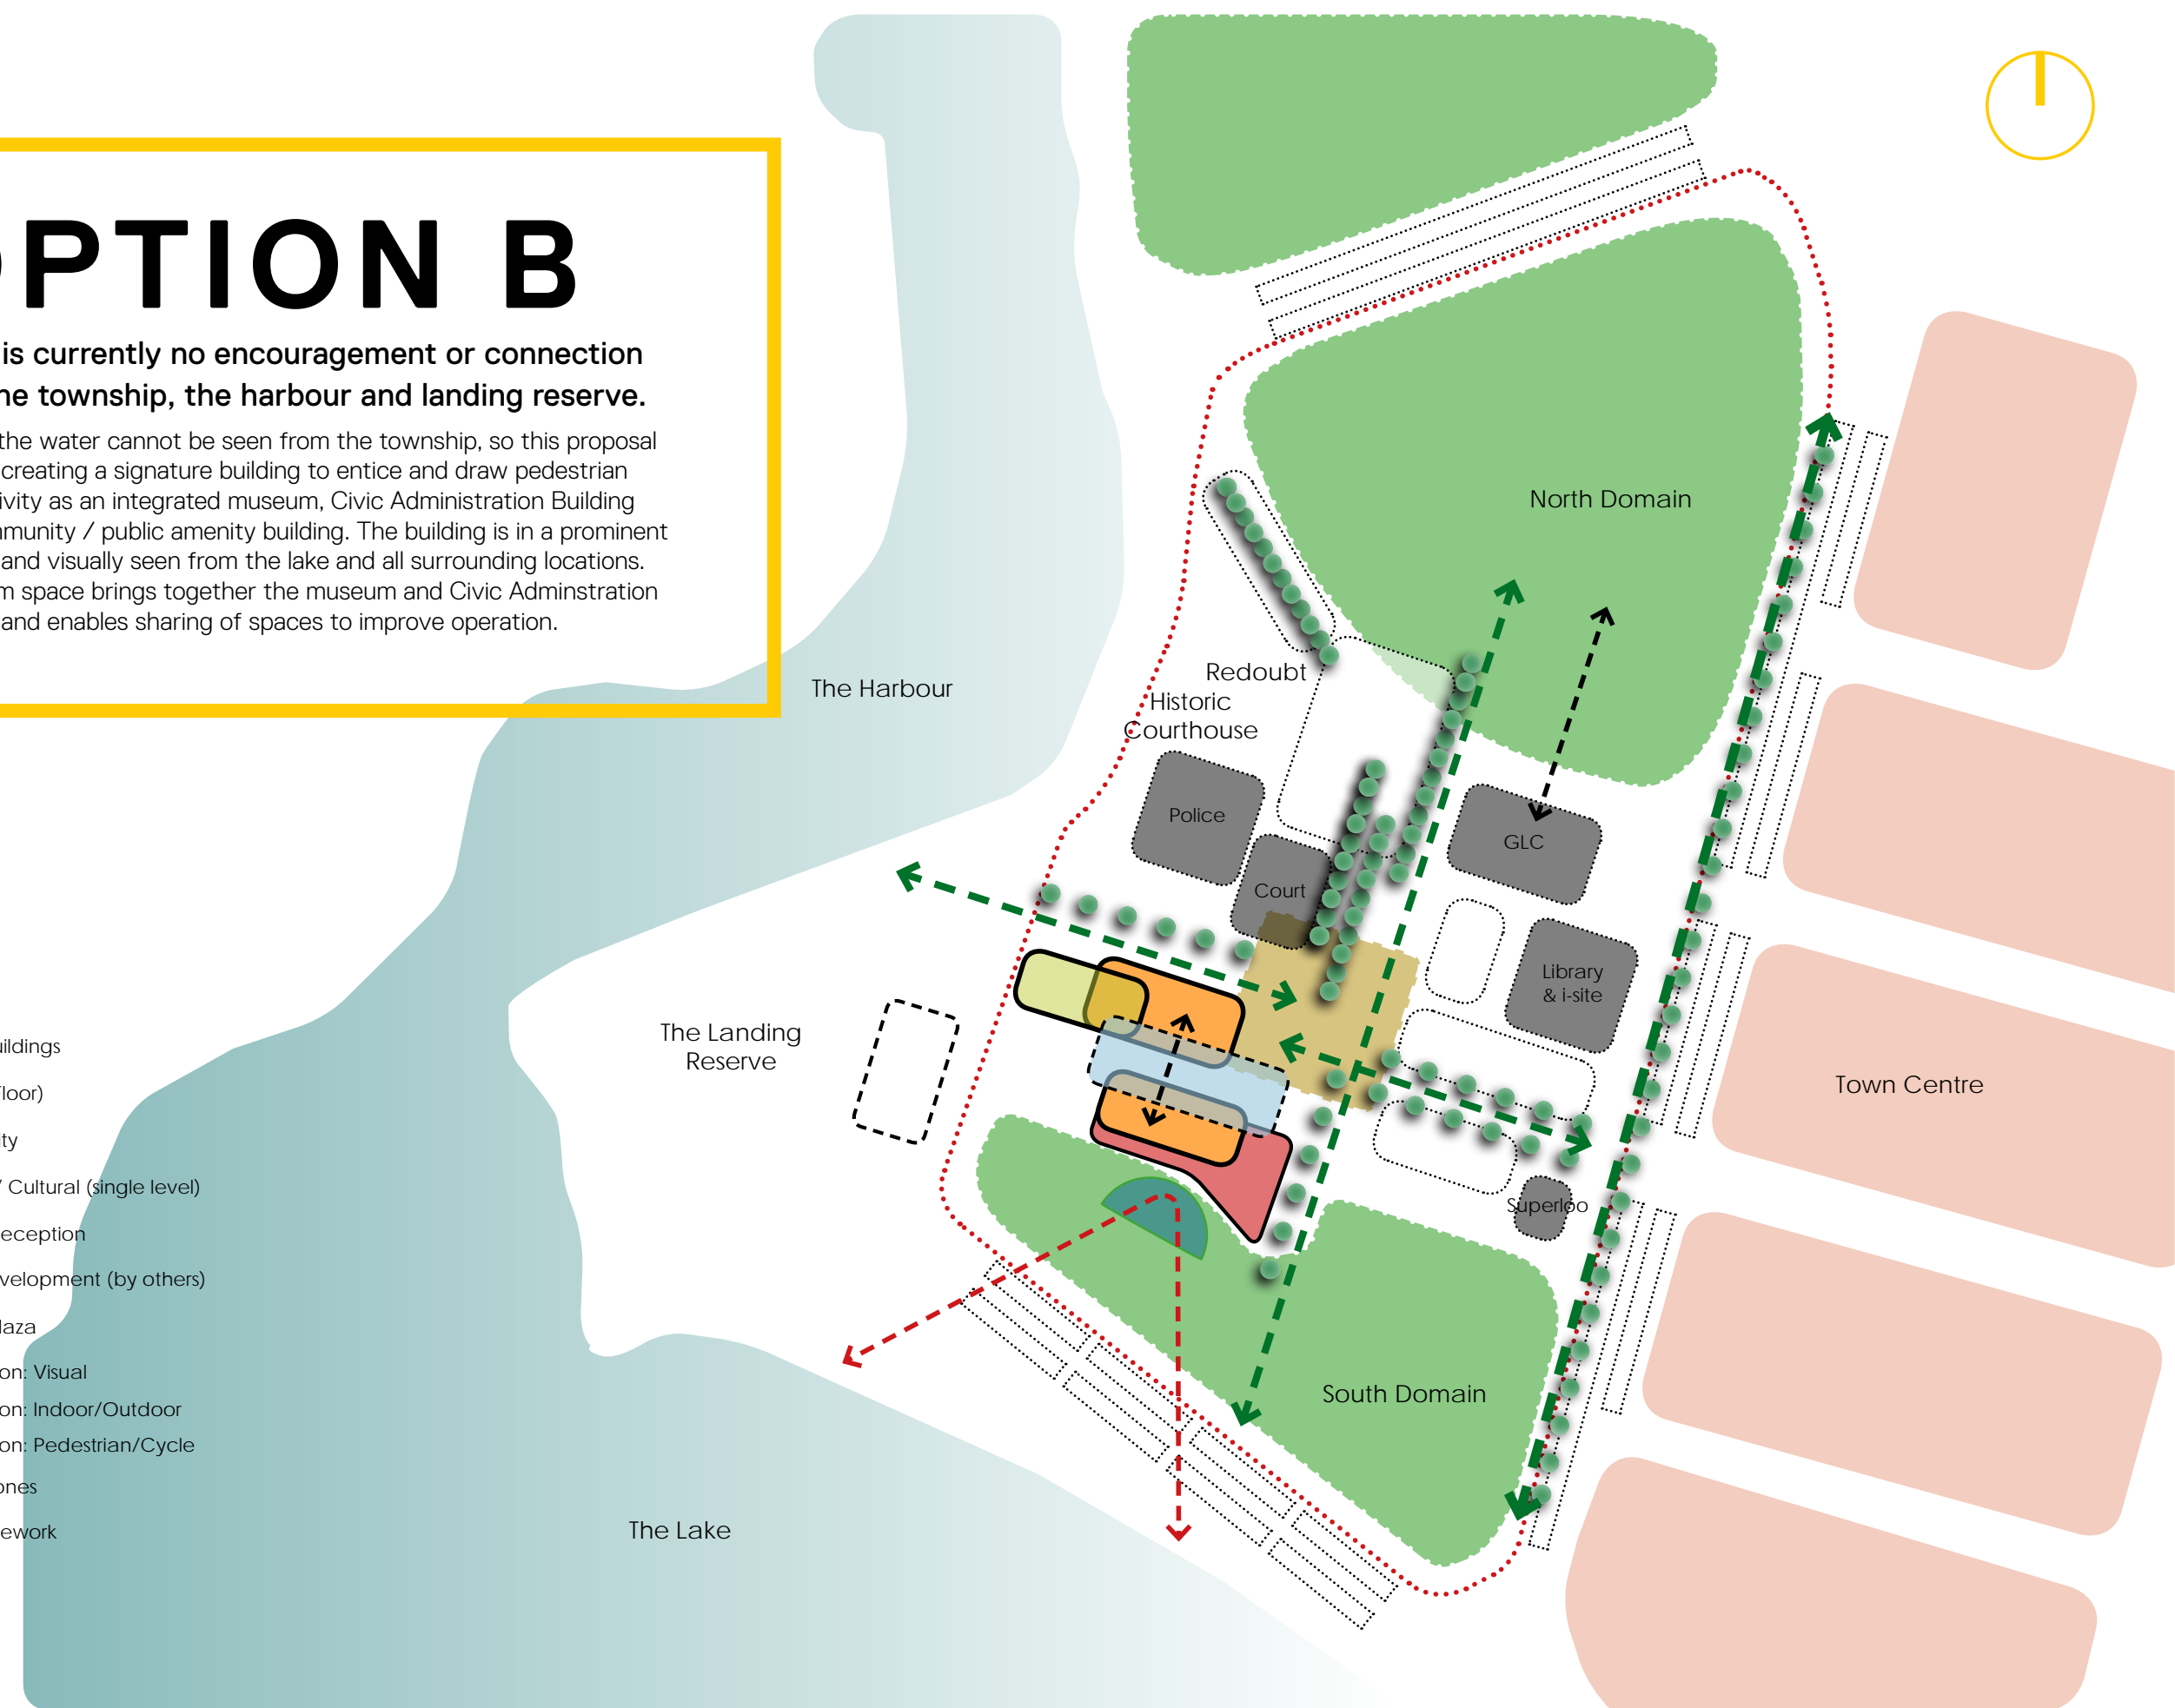 OPTION B
is currently no encouragement or connection
he township, the harbour and landing reserve.
the water cannot be seen from the township, so this proposal
creating a signature building to entice and draw pedestrian
ivity as an integrated museum, Civic Administration Building
nmunity / public amenity building. The building is in a prominent
and visually seen from the lake and all surrounding locations.
m space brings together the museum and Civic Adminstration
and enables sharing of spaces to improve operation.
North Domain
Redoubt
The Harbour
Historic
Courthouse
Police
GLC
Court
Library
& i-site
The Landing
Reserve
Town Centre
Superloo
South Domain
The Lake
uildings
Floor)
ity
/ Cultural (single level)
eception
velopment (by others)
laza
on: Visual
on: Indoor/Outdoor
on: Pedestrian/Cycle
ones
ework